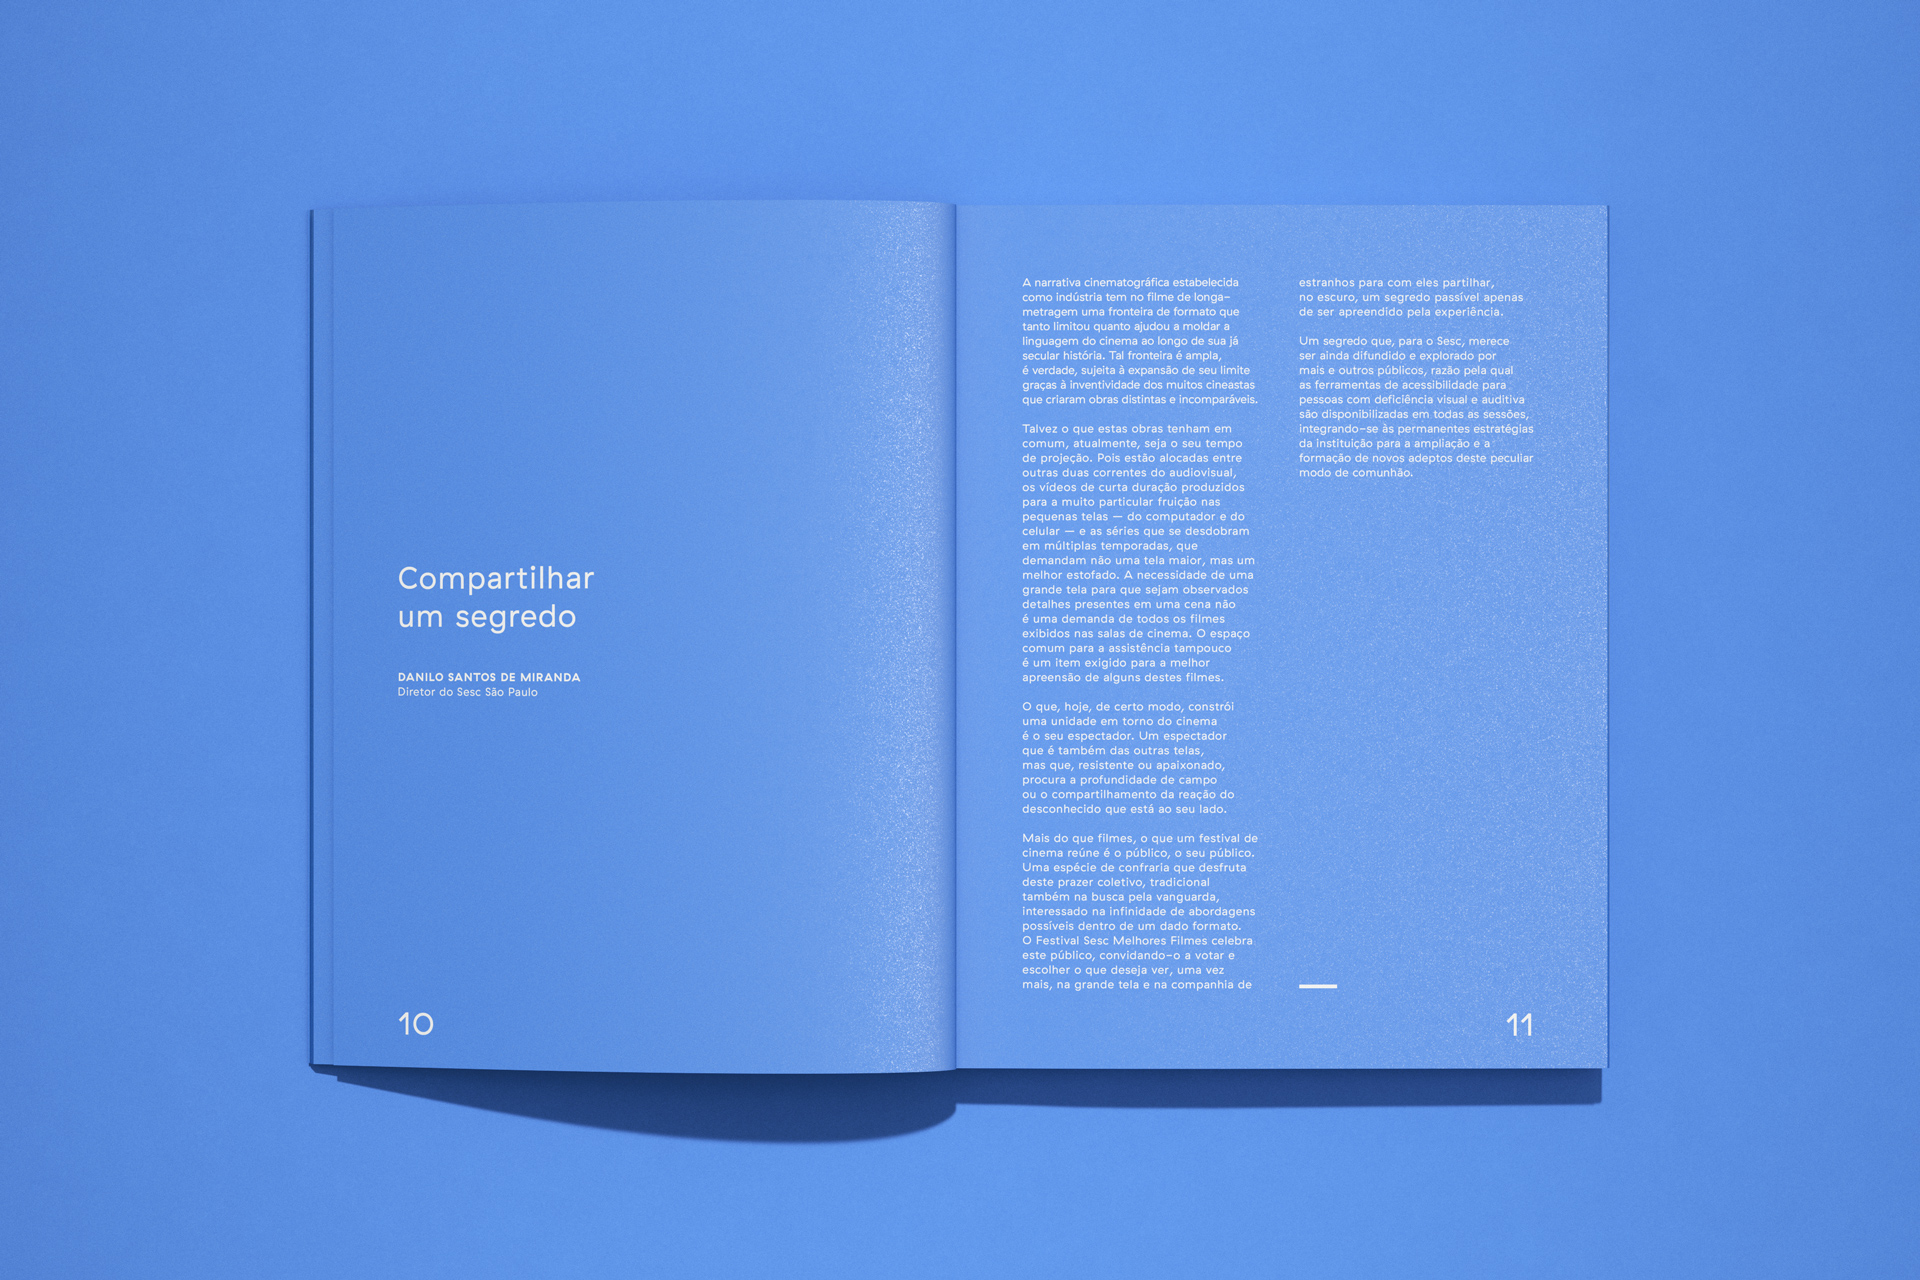 Compartilhar
um segredo
DANILO SANTOS DE MIRANDA
Diretor do Sesc São Paulo
10
A narrativa cinematográfica estabelecida
como indústria tem no filme de longa-
metragem uma fronteira de formato que
tanto limitou quanto ajudou a moldar a
linguagem do cinema ao longo de sua já
secular história. Tal fronteira é ampla,
é verdade, sujeita à expansão de seu limite
graças à inventividade dos muitos cineastas
que criaram obras distintas e incomparáveis.
Talvez o que estas obras tenham em
comum, atualmente, seja o seu tempo
de projeção. Pois estão alocadas entre
outras duas correntes do audiovisual,
os vídeos de curta duração produzidos
para a muito particular fruição nas
pequenas telas — do computador e do
celular — e as séries que se desdobram
em múltiplas temporadas, que
demandam não uma tela maior, mas um
melhor estofado. A necessidade de uma
grande tela para que sejam observados
detalhes presentes em uma cena não
é uma demanda de todos os filmes
exibidos nas salas de cinema. O espaço
comum para a assistência tampouco
é um item exigido para a melhor
apreensão de alguns destes filmes.
O que, hoje, de certo modo, constrói
uma unidade em torno do cinema
é o seu espectador. Um espectador
que é também das outras telas,
mas que, resistente ou apaixonado,
procura a profundidade de campo
ou o compartilhamento da reação do
desconhecido que está ao seu lado.
Mais do que filmes, o que um festival de
cinema reúne é o público, o seu público.
Uma espécie de confraria que desfruta
deste prazer coletivo, tradicional
também na busca pela vanguarda,
interessado na infinidade de abordagens
possíveis dentro de um dado formato.
O Festival Sesc Melhores Filmes celebra
este público, convidando-o a votar e
escolher o que deseja ver, uma vez
mais, na grande tela e na companhia de
estranhos para com eles partilhar,
no escuro, um segredo passível apenas
de ser apreendido pela experiência.
Um segredo que, para o Sesc, merece
ser ainda difundido e explorado por
mais e outros públicos, razão pela qual
as ferramentas de acessibilidade para
pessoas com deficiência visual e auditiva
são disponibilizadas em todas as sessões,
integrando-se às permanentes estratégias
da instituição para a ampliação e a
formação de novos adeptos deste peculiar
modo de comunhão.
11